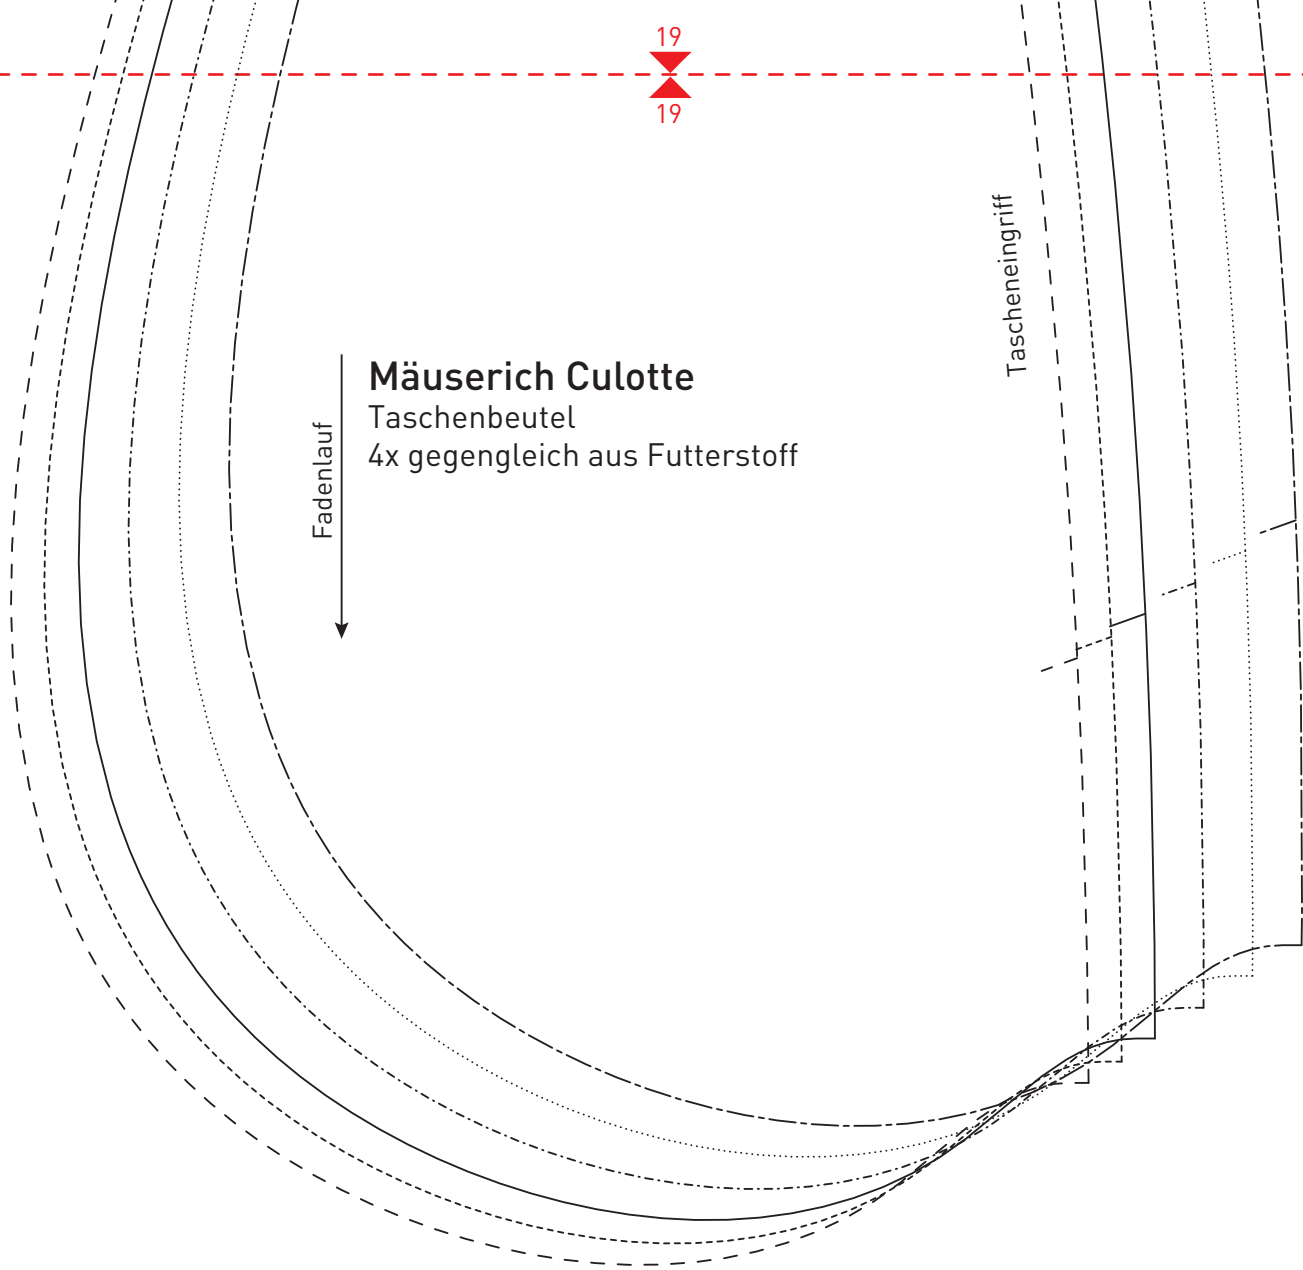 19
19
Tascheneingriff
Mäuserich Culotte
Taschenbeutel
4x gegengleich aus Futterstoff
Fadenlauf